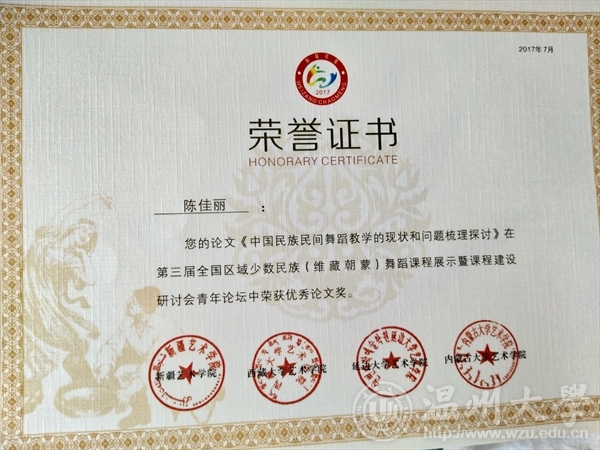 2017年7月
WEIZANG CHAOMENG
2017
荣誉证书
HONORARY CERTIFICATE
陈佳丽 :
您的论文《中国民族民间舞蹈教学的现状和问题梳理探讨》在
第三届全国区域少数民族(维藏朝蒙)舞蹈课程展示暨课程建设
研讨会青年论坛中荣获优秀论文奖。
新疆艺术学院 西藏大学艺术学院 延边大学艺术学院 内蒙古大学艺术学院
温州大學
http://www.wzu.edu.cn